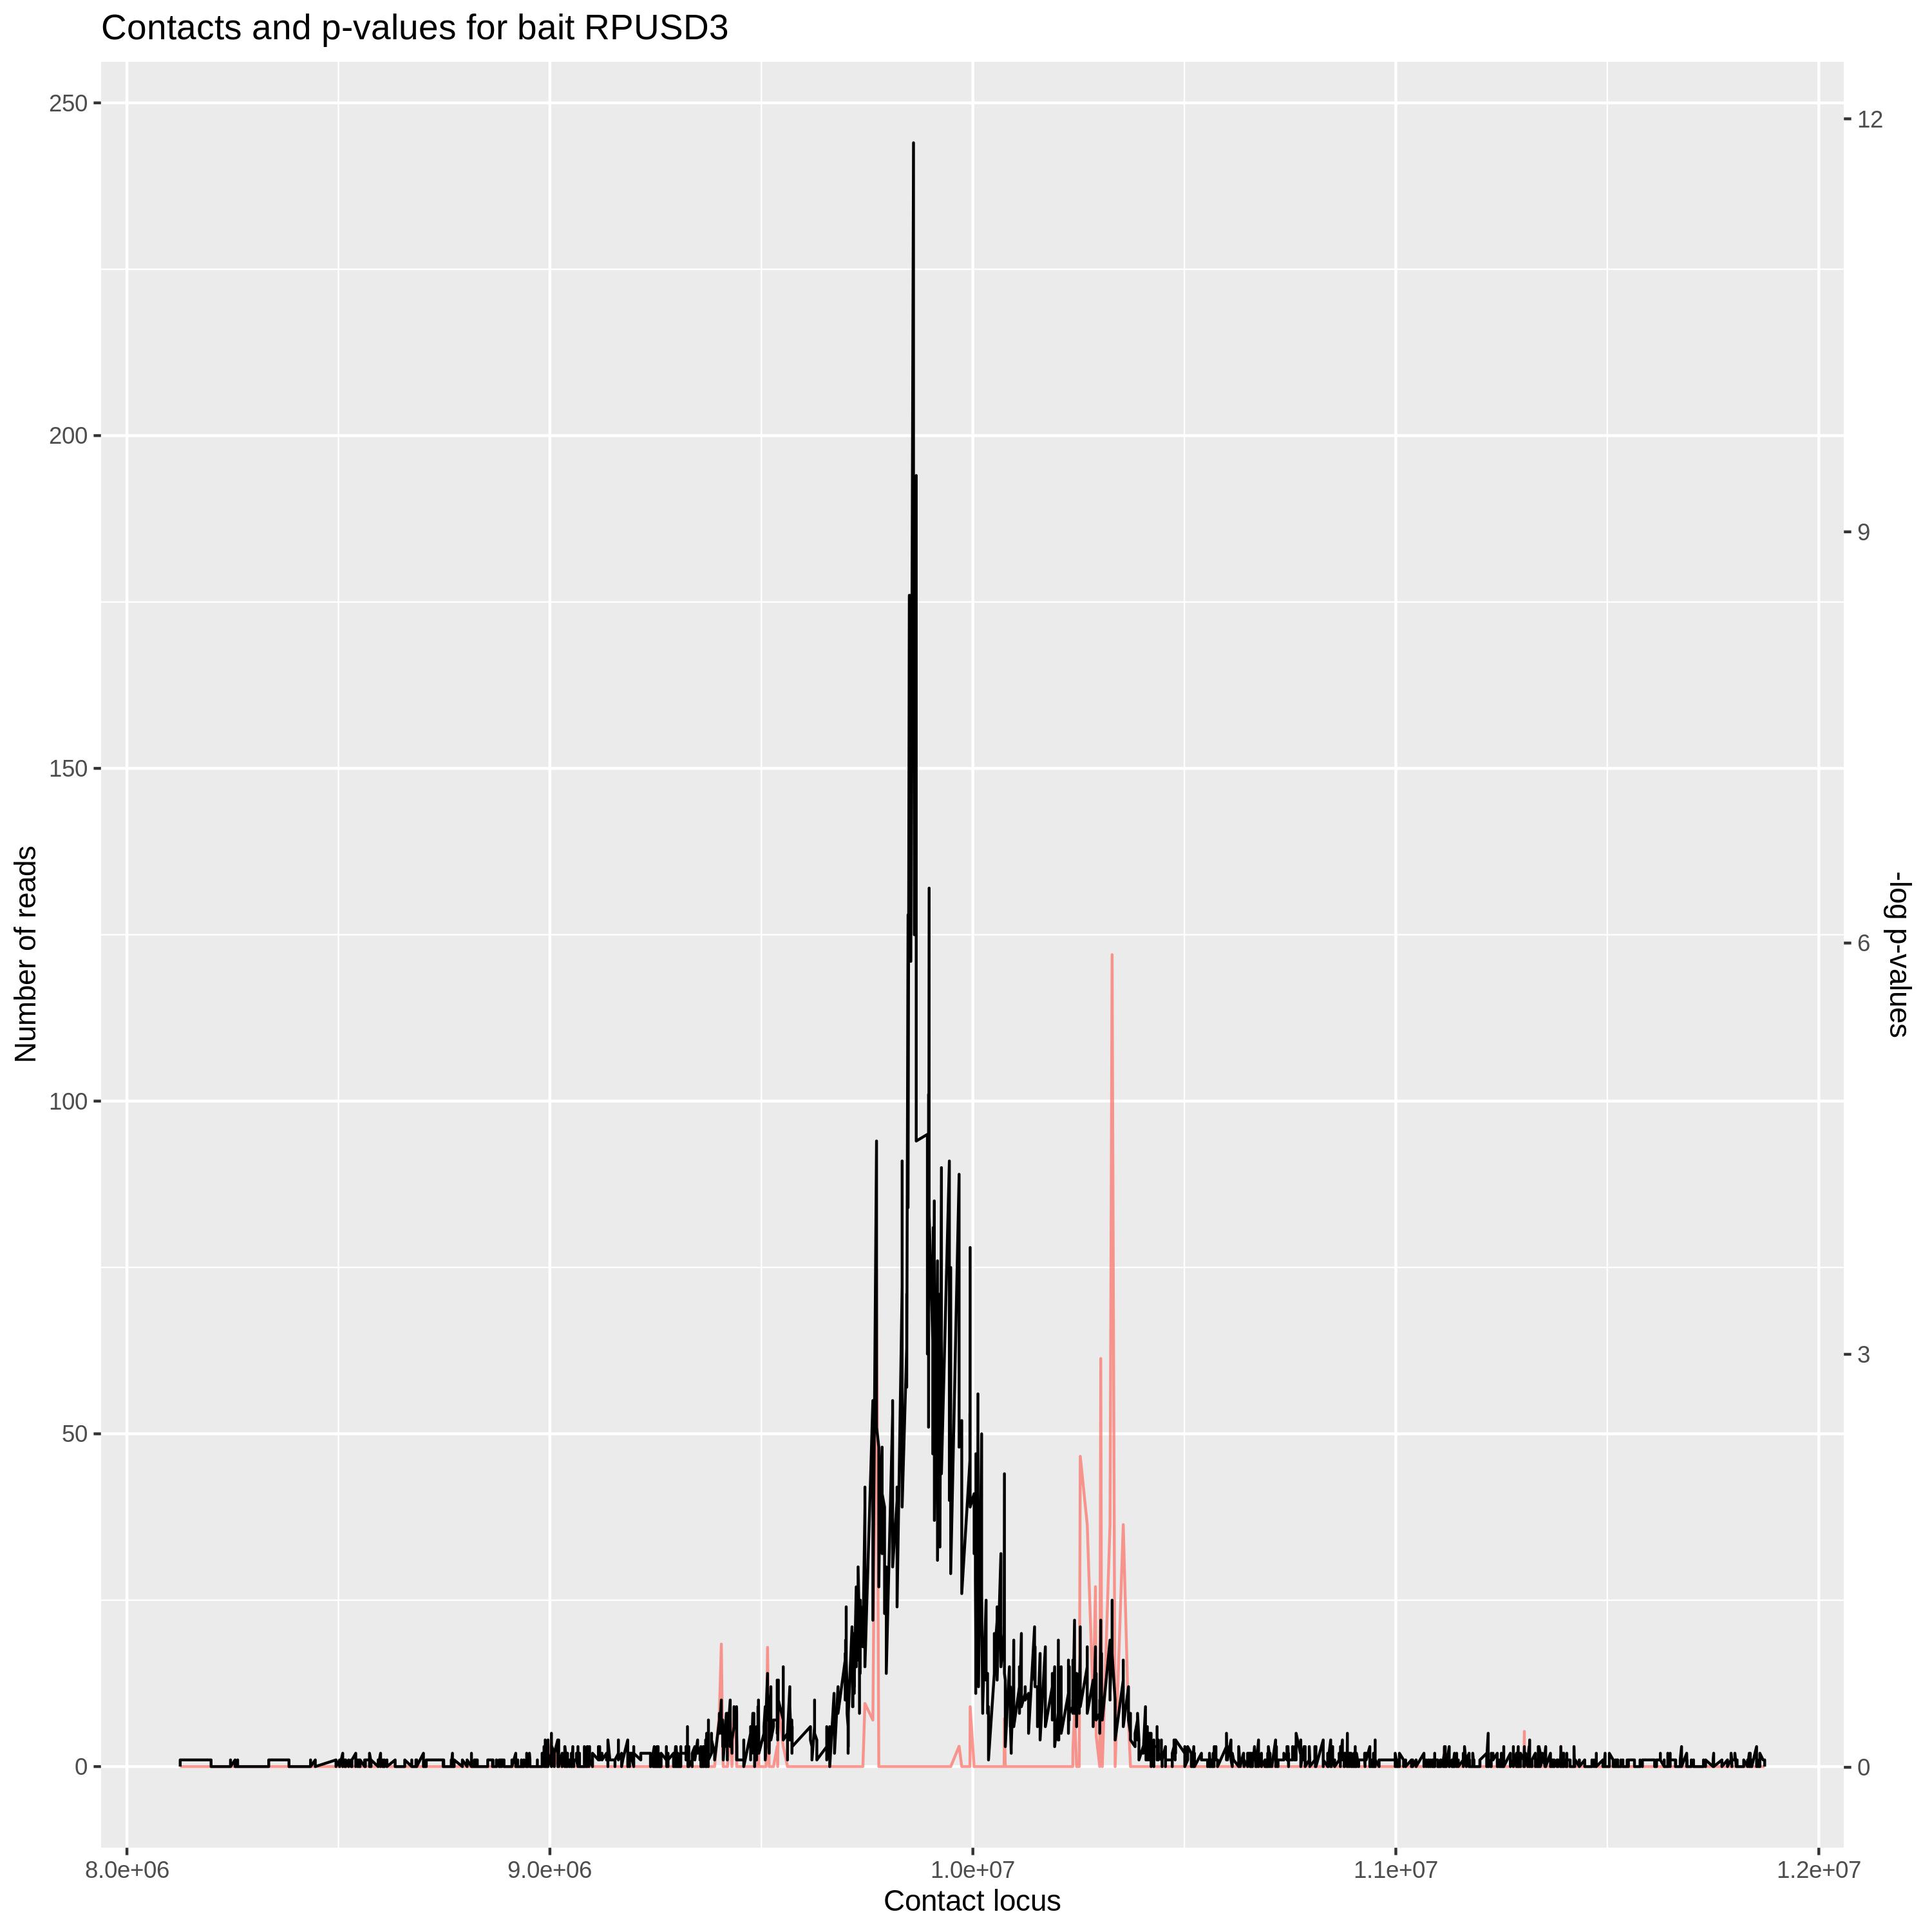 Contacts and p-values for bait RPUSD3
250
200
150
100
50
0
Number of reads
12
9
6
3
0
-log p-values
8.0e+06
9.0e+06
1.0e+07
1.1e+07
1.2e+07
Contact locus